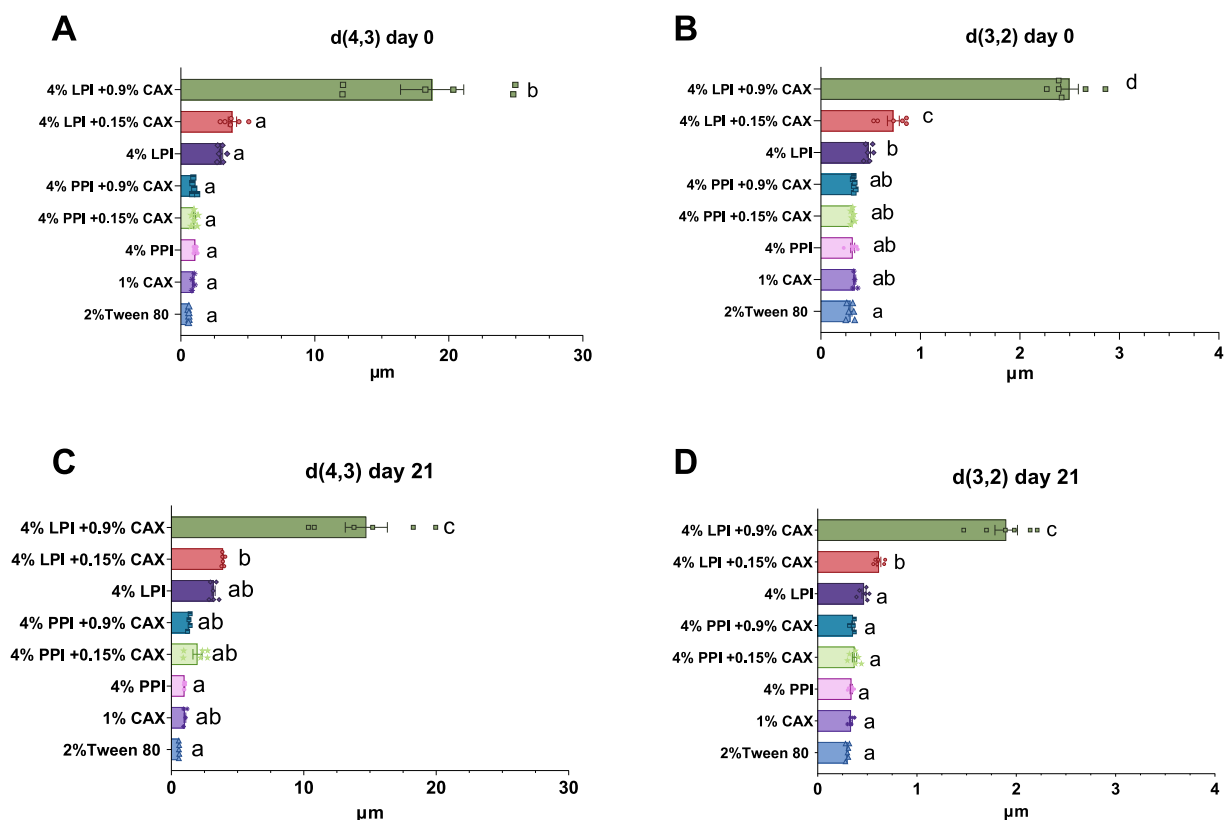 A
d(4,3) day 0
4% LPI +0.9% CAX
b
4% LPI +0.15% CAX
a
4% LPI
a
4% PPI +0.9% CAX
a
4% PPI +0.15% CAX
a
4% PPI
a
1% CAX
a
2%Tween 80
a
0
10
20
30
µm
B
d(3,2) day 0
4% LPI +0.9% CAX
d
4% LPI +0.15% CAX
c
4% LPI
b
4% PPI +0.9% CAX
ab
4% PPI +0.15% CAX
ab
4% PPI
ab
1% CAX
ab
2%Tween 80
a
0
1
2
3
4
µm
C
d(4,3) day 21
4% LPI +0.9% CAX
c
4% LPI +0.15% CAX
b
4% LPI
ab
4% PPI +0.9% CAX
ab
4% PPI +0.15% CAX
ab
4% PPI
a
1% CAX
ab
2%Tween 80
a
0
10
20
30
µm
D
d(3,2) day 21
4% LPI +0.9% CAX
c
4% LPI +0.15% CAX
b
4% LPI
a
4% PPI +0.9% CAX
a
4% PPI +0.15% CAX
a
4% PPI
a
1% CAX
a
2%Tween 80
a
0
1
2
3
4
µm